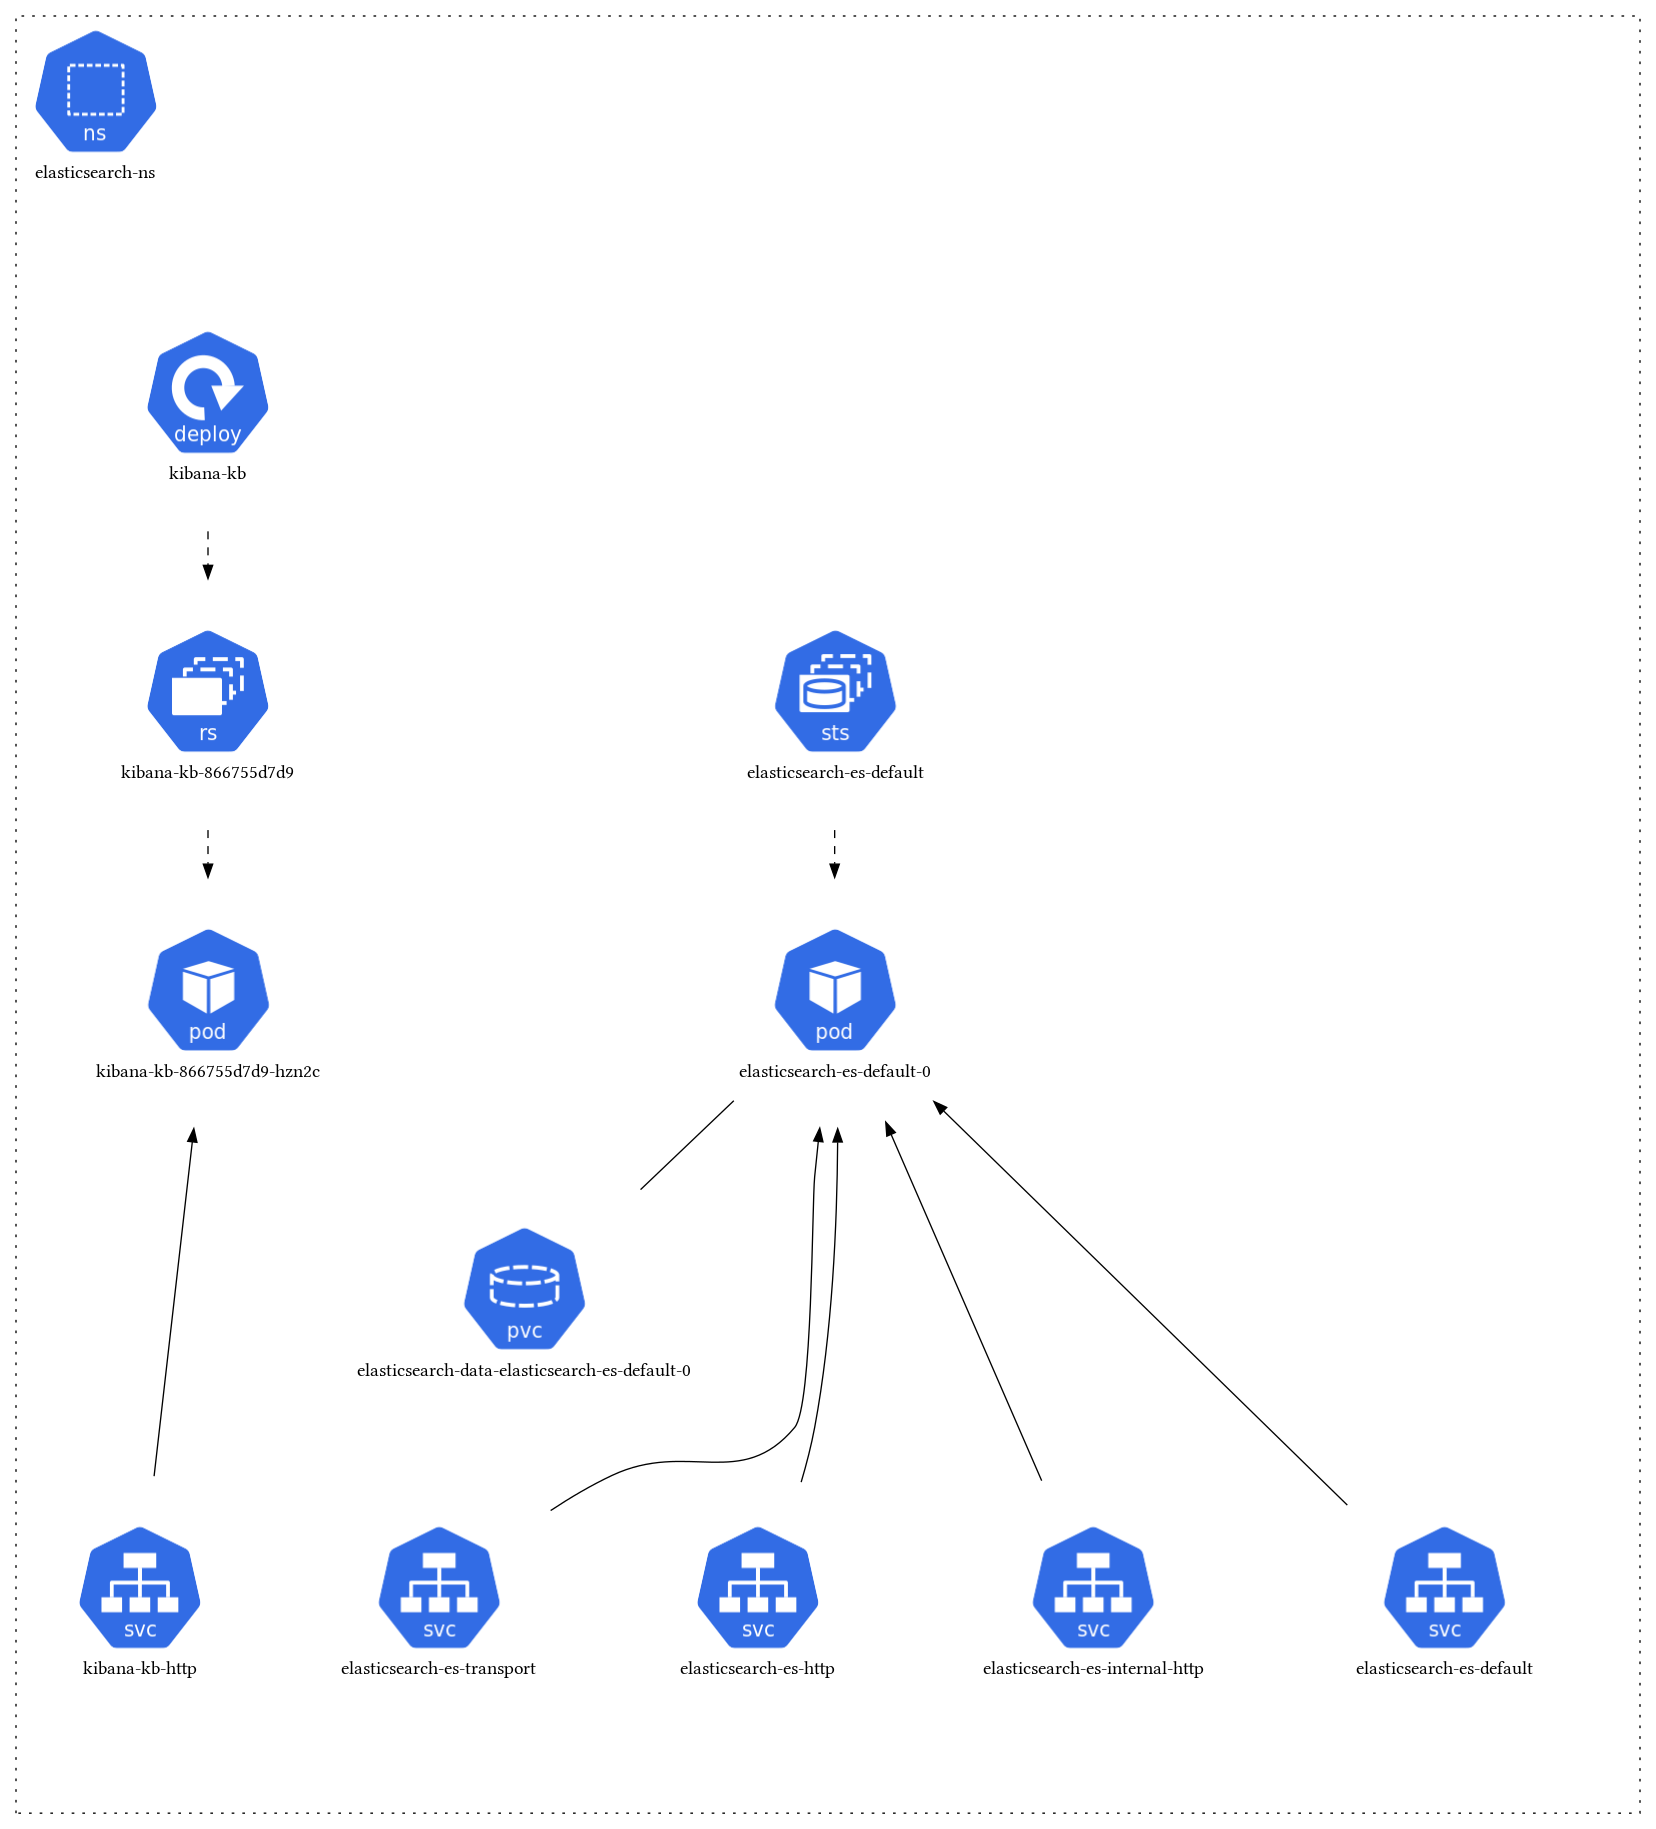 ns
elasticsearch-ns
deploy
kibana-kb
rs
sts
kibana-kb-866755d7d9
elasticsearch-es-default
pod
pod
kibana-kb-866755d7d9-hzn2c
elasticsearch-es-default-0
pvc
elasticsearch-data-elasticsearch-es-default-0
svc
svc
svc
svc
svc
kibana-kb-http
elasticsearch-es-transport
elasticsearch-es-http
elasticsearch-es-internal-http
elasticsearch-es-default